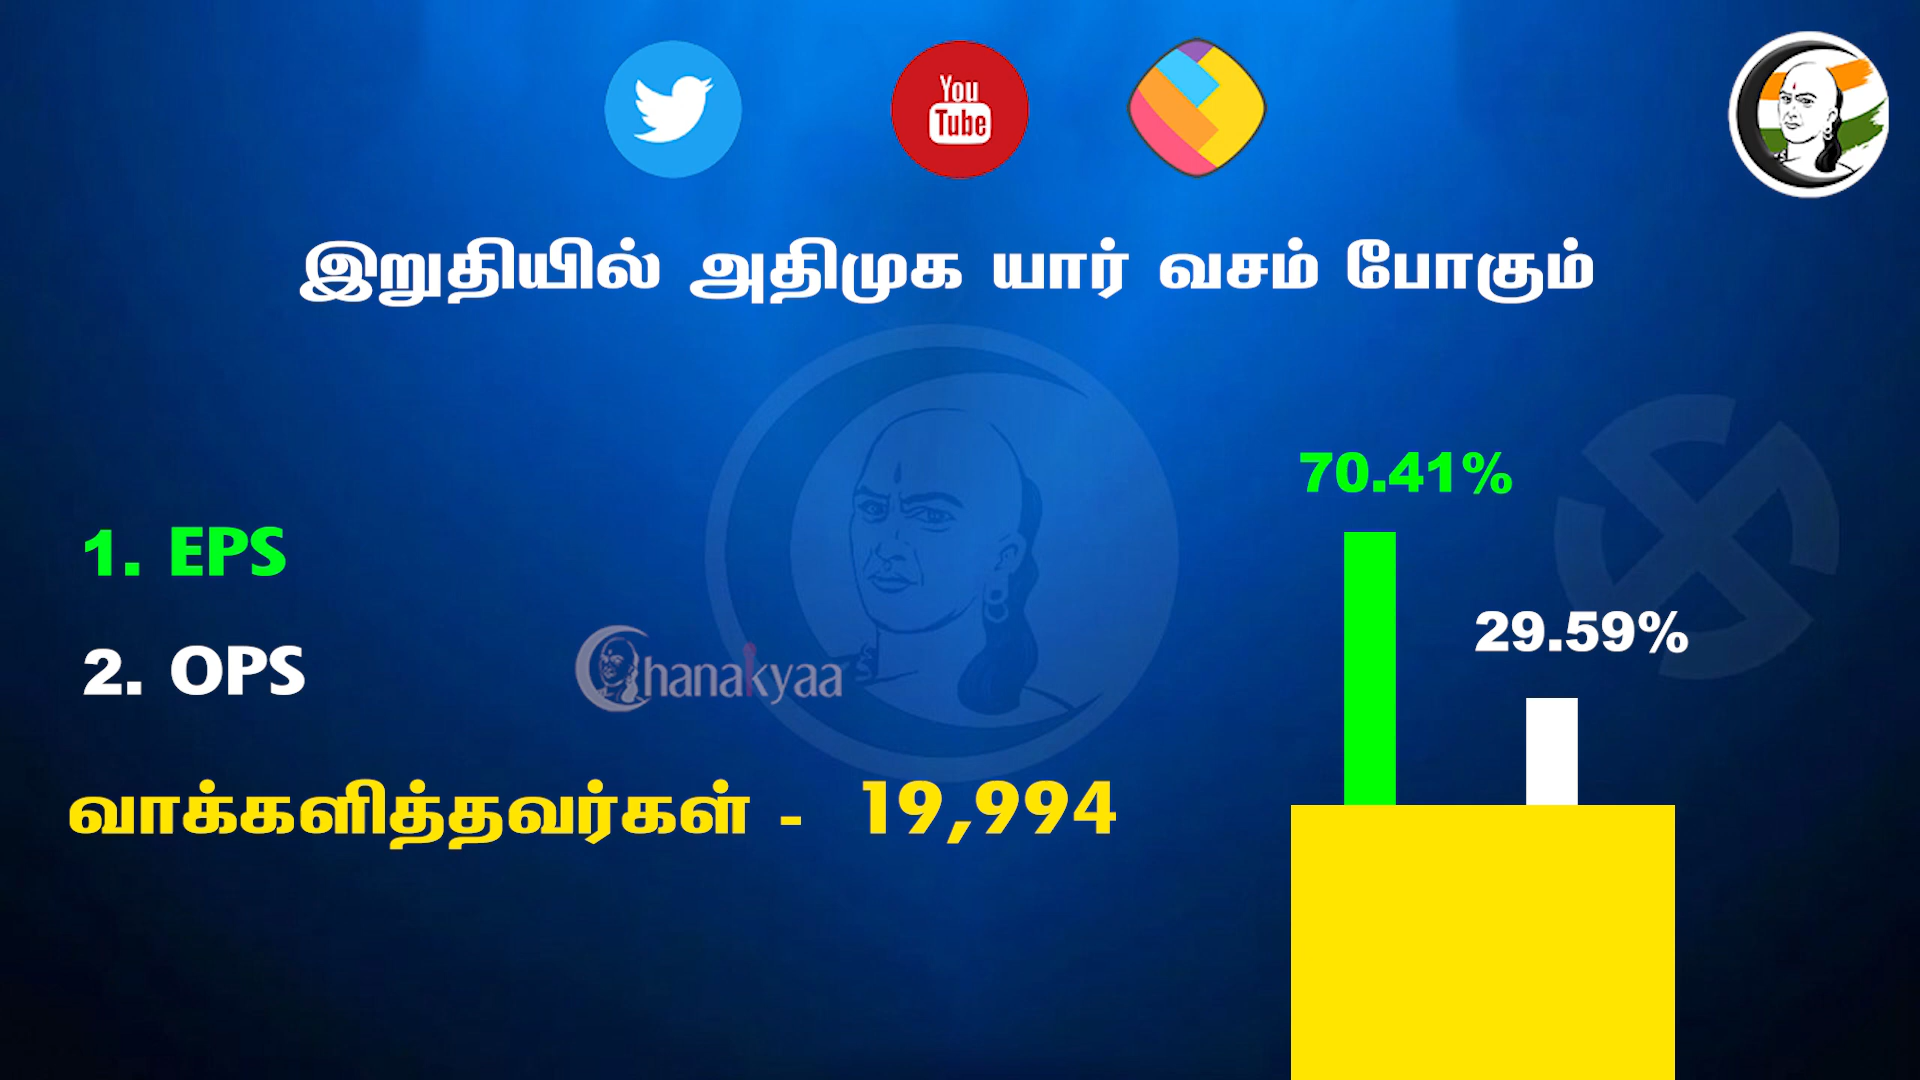 You
Tube
இறுதியில் அதிமுக யார் வசம் போகும்
70.41%
1. EPS
29.59%
2. OPS
Chanakyaa
வாக்களித்தவர்கள் - 19,994